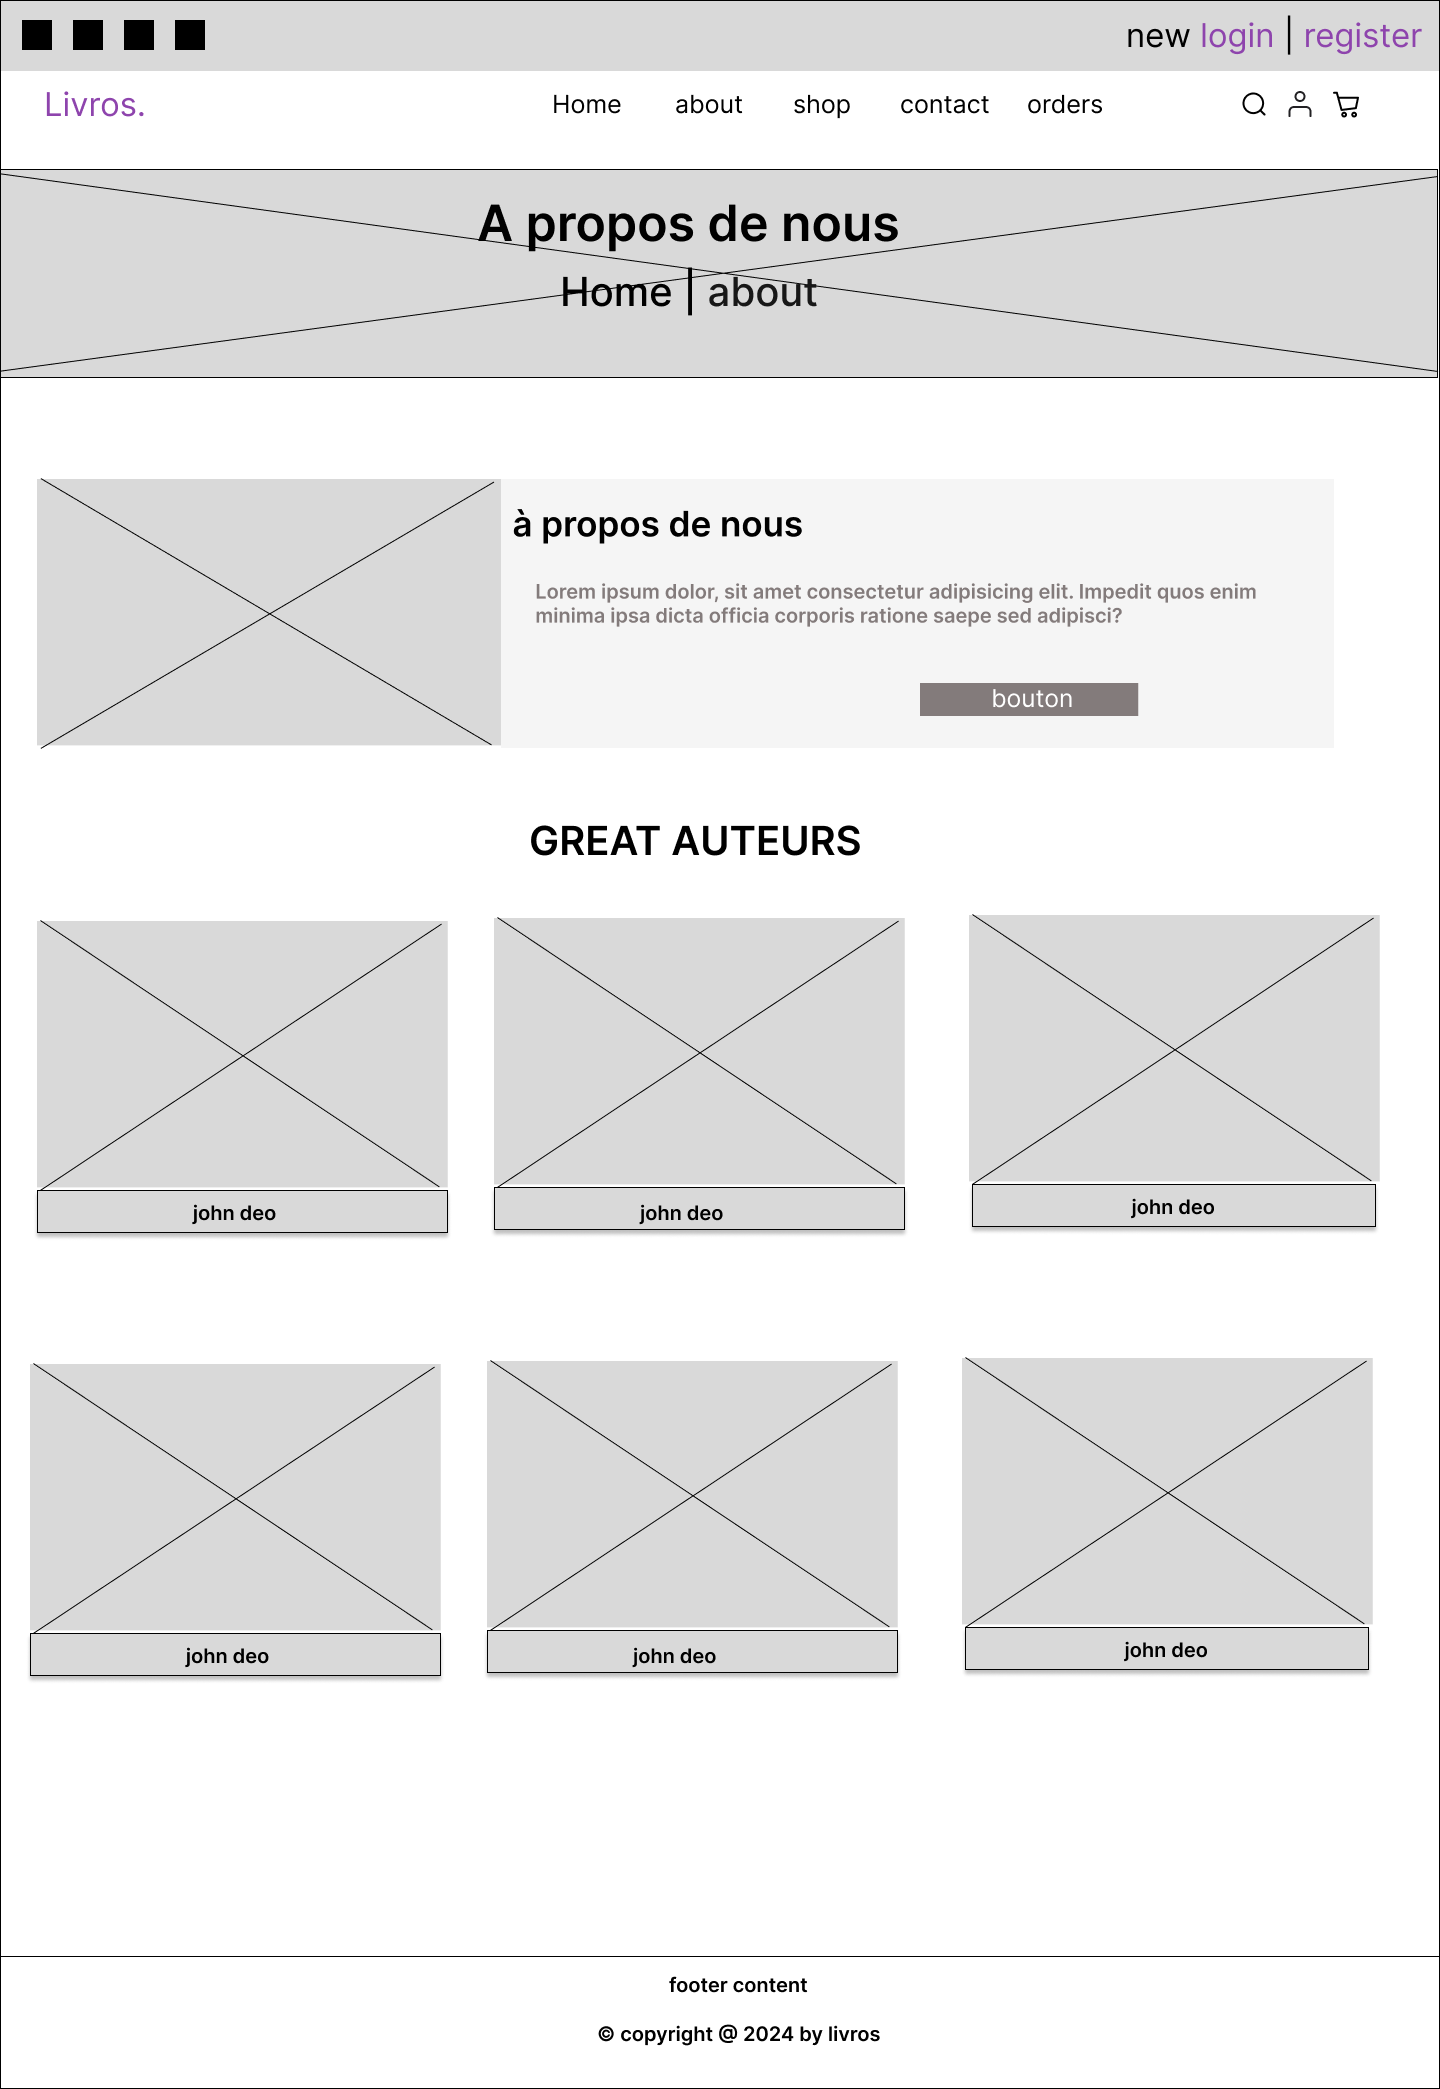 new login | register
Livros.
Home about shop contact orders
A propos de nous
Home | about
à propos de nous
Lorem ipsum dolor, sit amet consectetur adipisicing elit. Impedit quos enim
minima ipsa dicta officia corporis ratione saepe sed adipisci?
bouton
GREAT AUTEURS
john deo
john deo
john deo
john deo
john deo
john deo
footer content
© copyright @ 2024 by livros